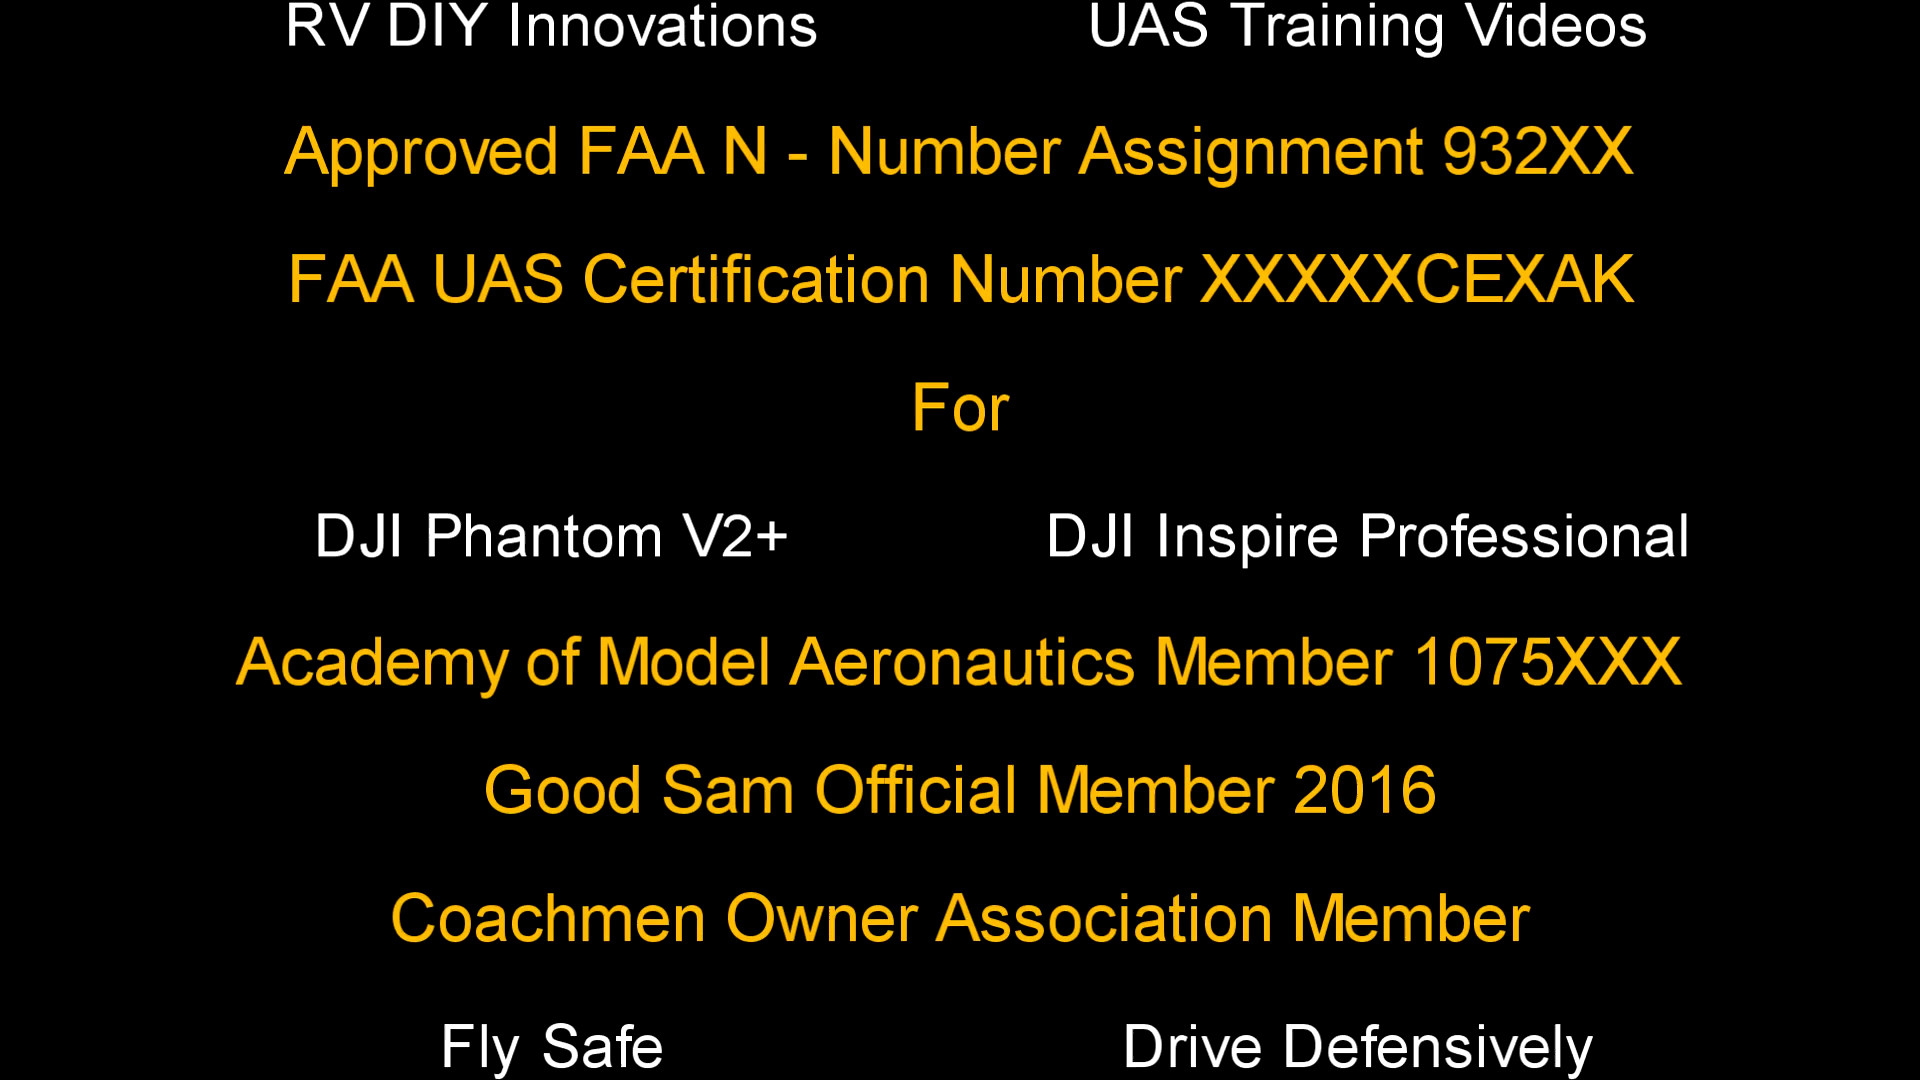 RV DIY Innovations UAS Training Videos
Approved FAA N - Number Assignment 932XX
FAA UAS Certification Number XXXXXCEXAK
For
DJI Phantom V2+ DJI Inspire Professional
Academy of Model Aeronautics Member 1075XXX
Good Sam Official Member 2016
Coachmen Owner Association Member
Fly Safe Drive Defensively